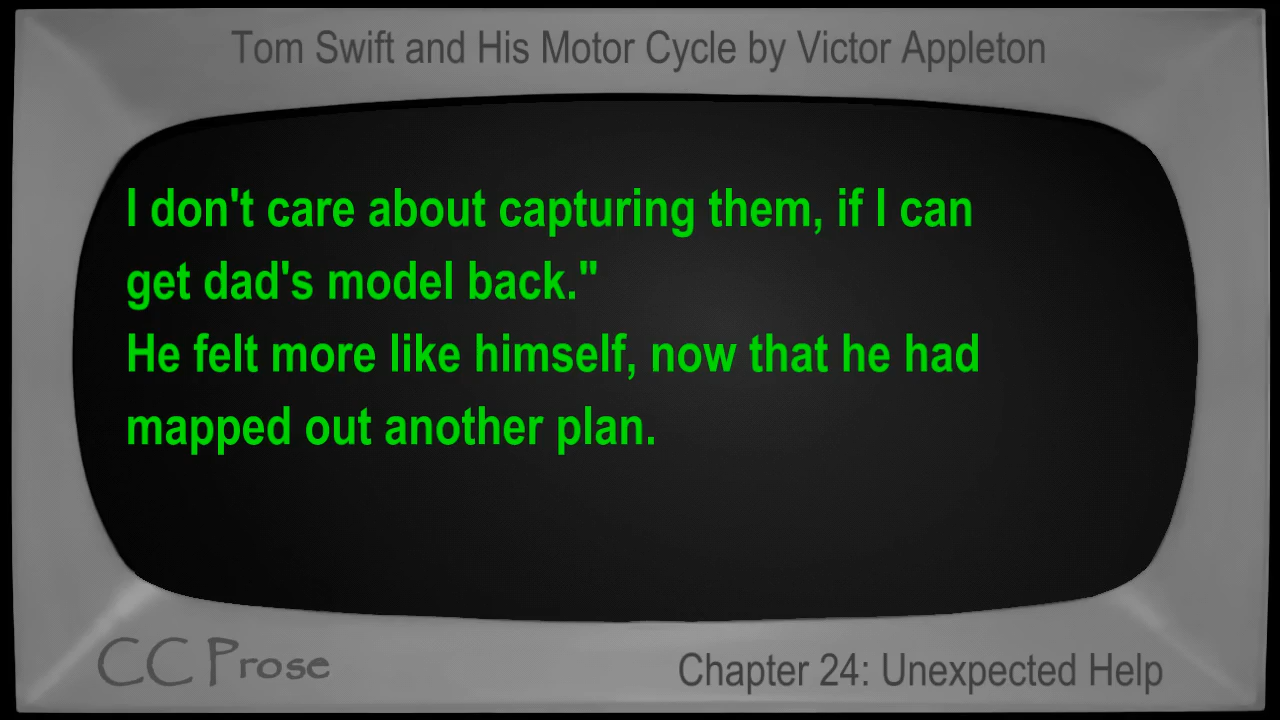 Tom Swift and His Motor Cycle by Victor Appleton
I don't care about capturing them, if I can
get dad's model back."
He felt more like himself, now that he had
mapped out another plan.
CC Prose
Chapter 24: Unexpected Help